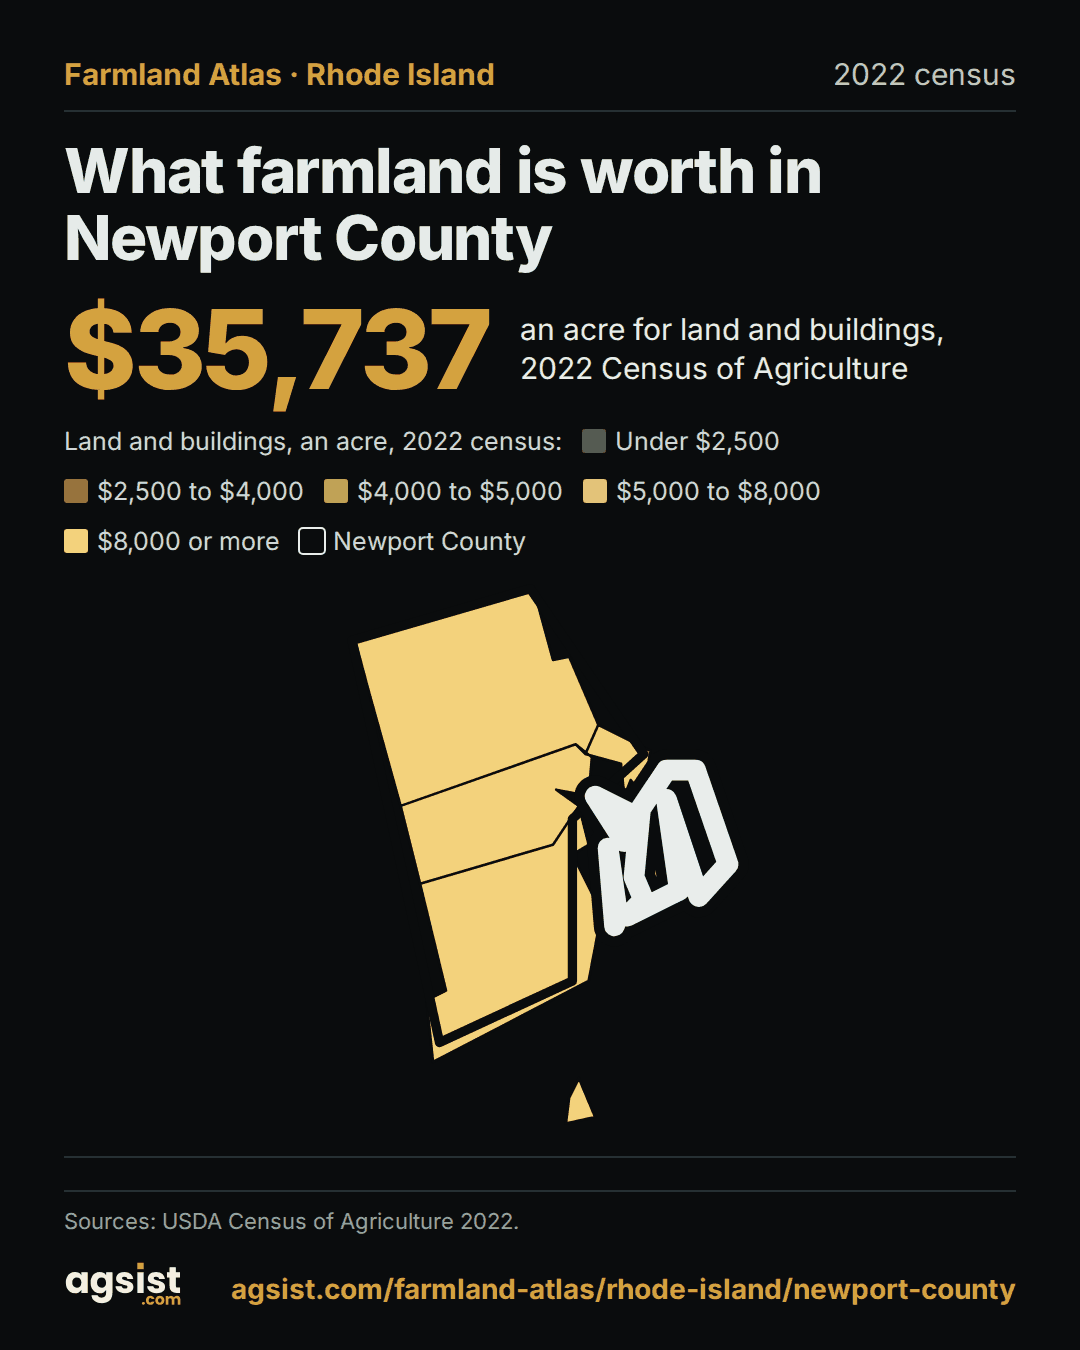 Farmland Atlas · Rhode Island
2022 census
What farmland is worth in
Newport County
$35,737
an acre for land and buildings,
2022 Census of Agriculture
Land and buildings, an acre, 2022 census: Under $2,500
$2,500 to $4,000 $4,000 to $5,000 $5,000 to $8,000
$8,000 or more Newport County
Sources: USDA Census of Agriculture 2022.
agsist
.com
agsist.com/farmland-atlas/rhode-island/newport-county